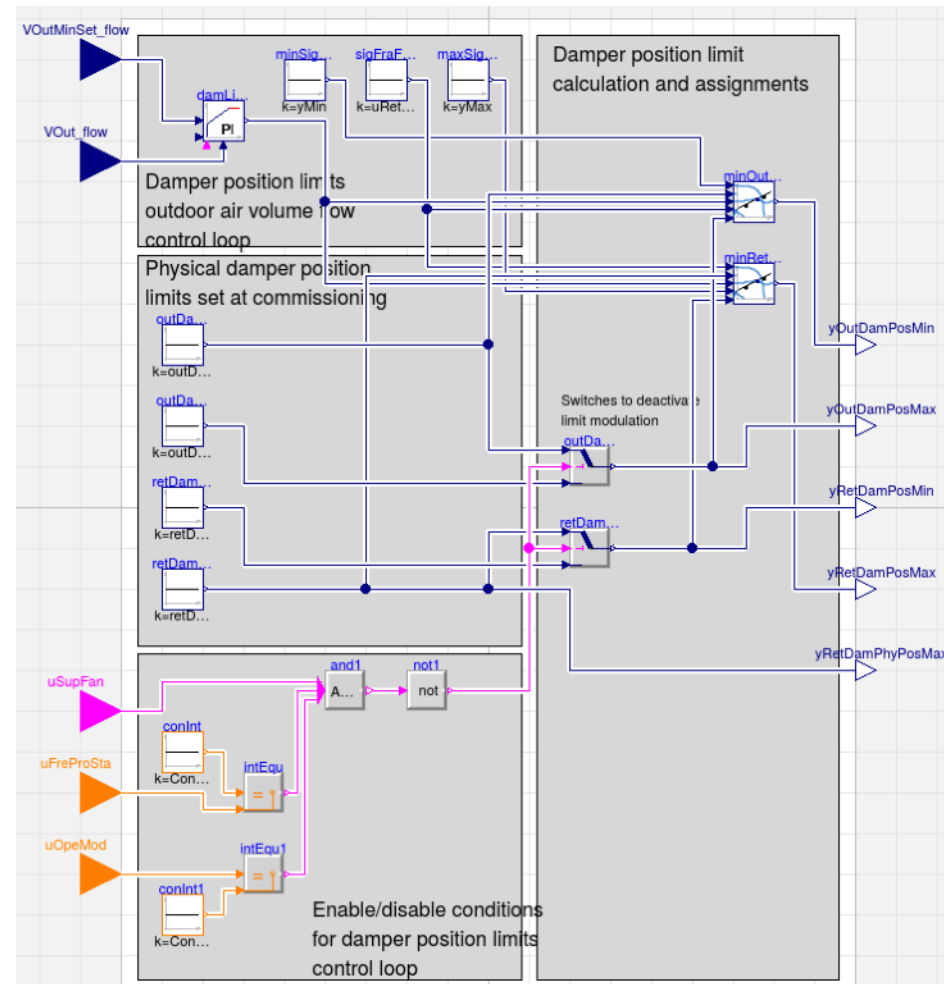 VOutMinSet_flow
minSig...
sigFraF...
maxSig...
Damper position limit
calculation and assignments
damLi...
k=yMin
k=uRet...
k=yMax
PI
VOut_flow
Damper position limits
outdoor air volume flow
control loop
minOut...
Physical damper position
limits set at commissioning
minRet...
outDa...
k=outD...
yOutDamPosMin
outDa...
k=outD...
Switches to deactivate
limit modulation
yOutDamPosMax
outDa...
retDam...
k=retD...
yRetDamPosMin
retDam...
retDam...
k=retD...
yRetDamPosMax
yRetDamPhyPosMax
uSupFan
and1
A...
not1
not
conInt
k=Con...
uFreProSta
intEqu
=
uOpeMod
intEqu1
=
conInt1
k=Con...
Enable/disable conditions
for damper position limits
control loop